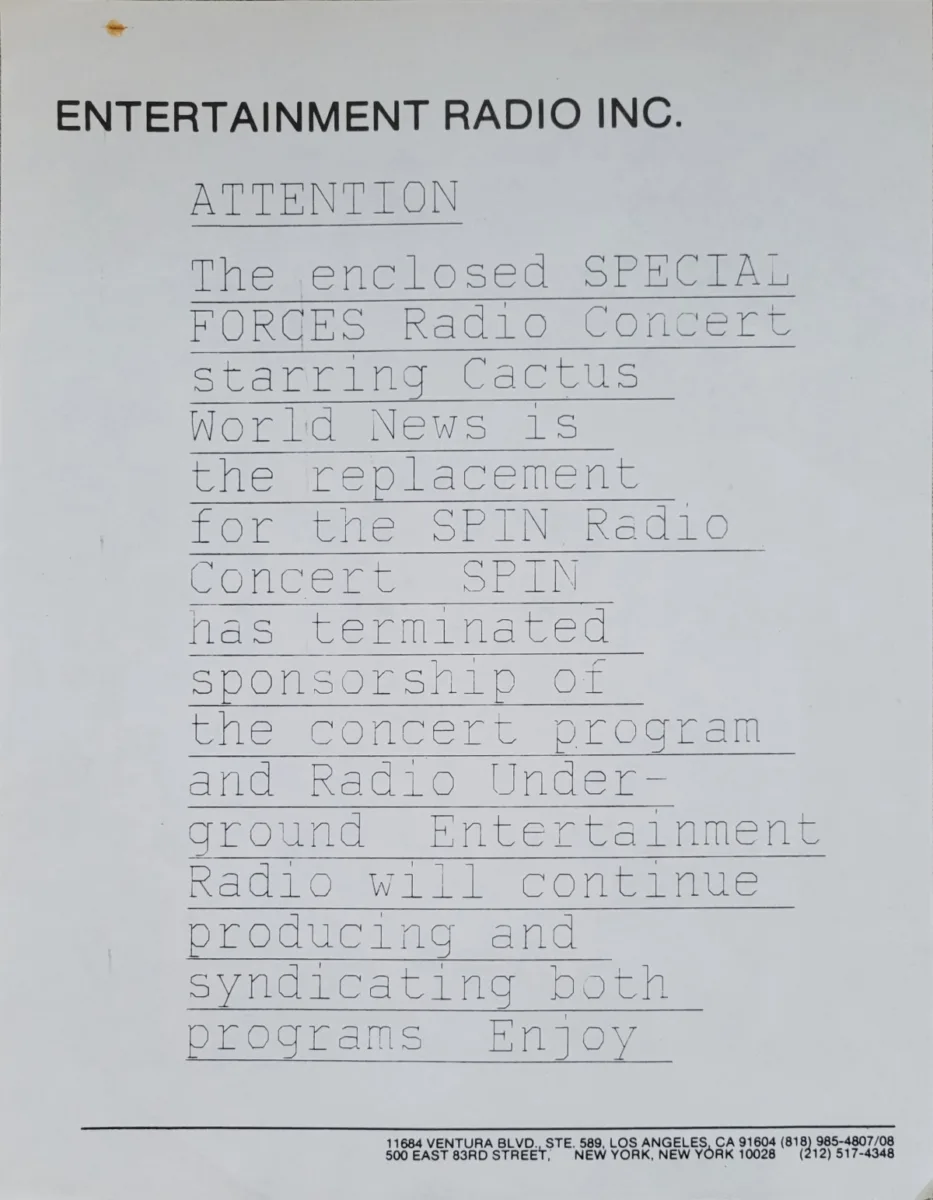 ENTERTAINMENT RADIO INC.
ATTENTION
The enclosed SPECIAL
FORCES Radio Concert
starring Cactus
World News is
the replacement
for the SPIN Radio
Concert SPIN
has terminated
sponsorship of
the concert program
and Radio Under-
ground Entertainment
Radio will continue
producing and
syndicating both
programs Enjoy
11684 VENTURA BLVD., STE. 589, LOS ANGELES, CA 91604 (818) 985-4807/08
500 EAST 83RD STREET, NEW YORK, NEW YORK 10028 (212) 517-4348